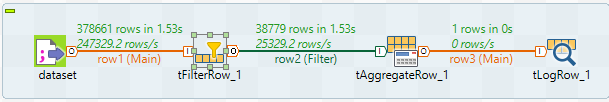 378661 rows in 1.53s
247329.2 rows/s
row1 (Main)
38779 rows in 1.53s
25329.2 rows/s
row2 (Filter)
1 rows in 0s
0 rows/s
row3 (Main)
dataset
tFilterRow_1
tAggregateRow_1
tLogRow_1